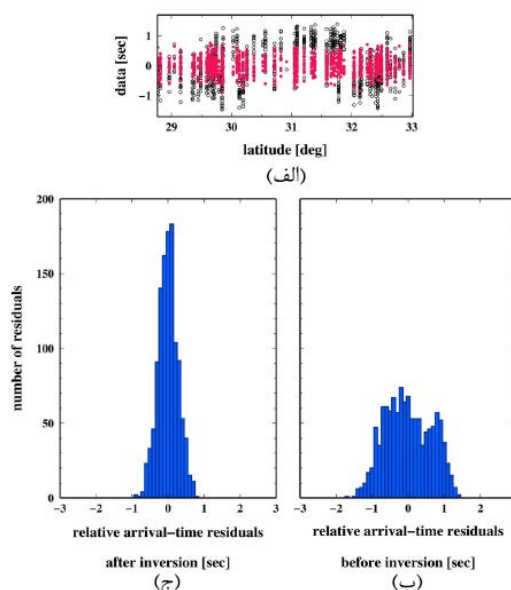 data [sec]
1
0
−1
29 30 31 32 33
latitude [deg]
(الف)
number of residuals
200
150
100
50
0
−3 −2 −1 0 1 2 3
relative arrival−time residuals
after inversion [sec]
(ج)
−3 −2 −1 0 1 2
relative arrival−time residuals
before inversion [sec]
(ب)